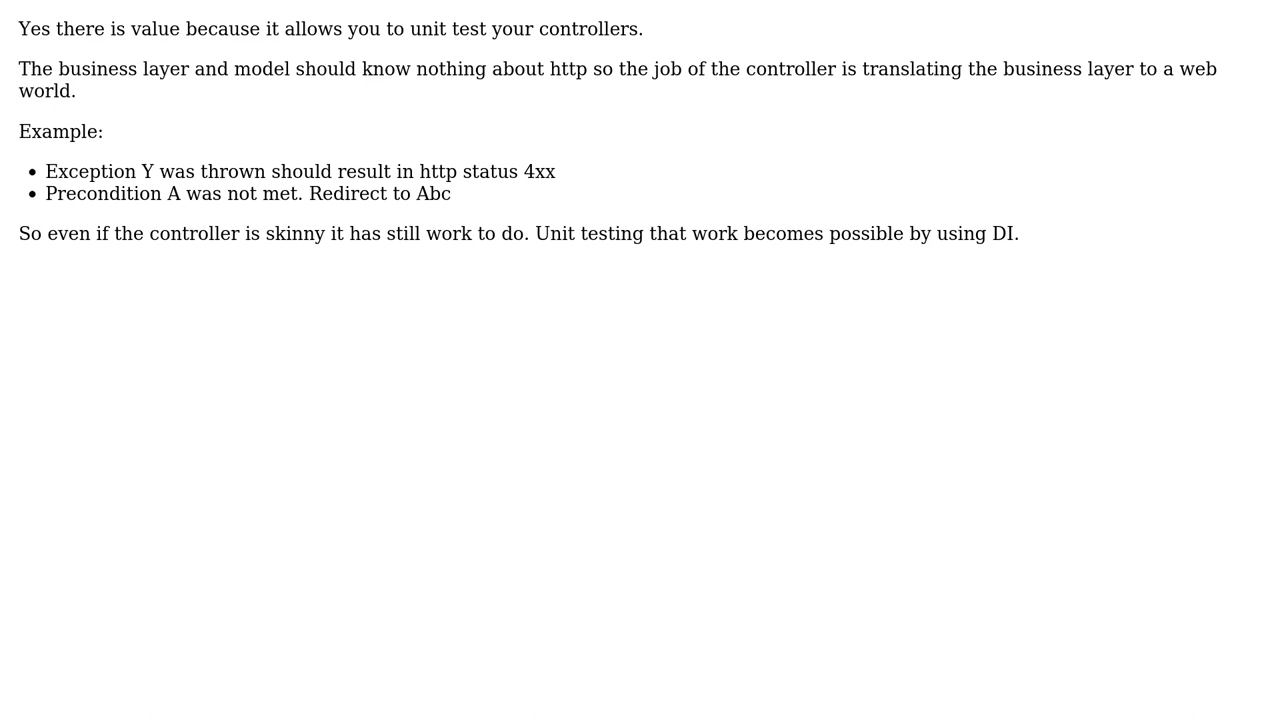 Yes there is value because it allows you to unit test your controllers.
The business layer and model should know nothing about http so the job of the controller is translating the business layer to a web
world.
Example:
• Exception Y was thrown should result in http status 4xx
• Precondition A was not met. Redirect to Abc
So even if the controller is skinny it has still work to do. Unit testing that work becomes possible by using DI.